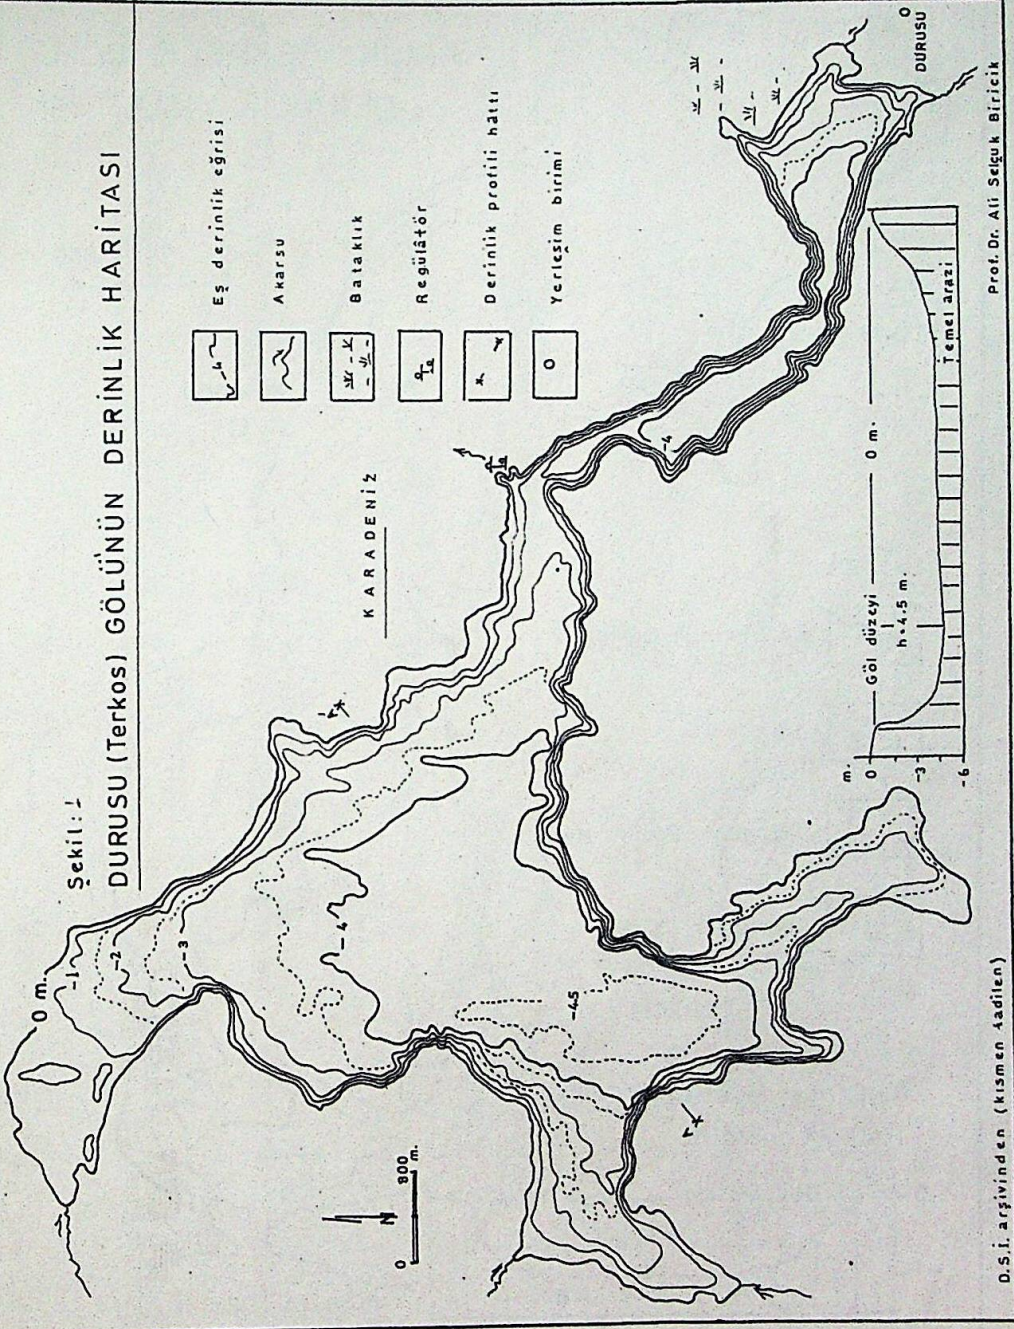 Şekil: 1
DURUSU (Terkos) GÖLÜNÜN DERİNLİK HARİTASI
Eş derinlik eğrisi
Akarsu
Bataklık
Regülâtör
Derinlik profili hattı
Yerleşim birimi
KARADENİZ
DURUSU
0 m.
-1
-2
-3
-4
-4.5
-4
N
0 800 m.
m.
0
-3
-6
Göl düzeyi 0 m.
h=4.5 m.
Temel arazi
D.S.İ. arşivinden (kısmen tadilen)
Prof. Dr. Ali Selçuk Biricik